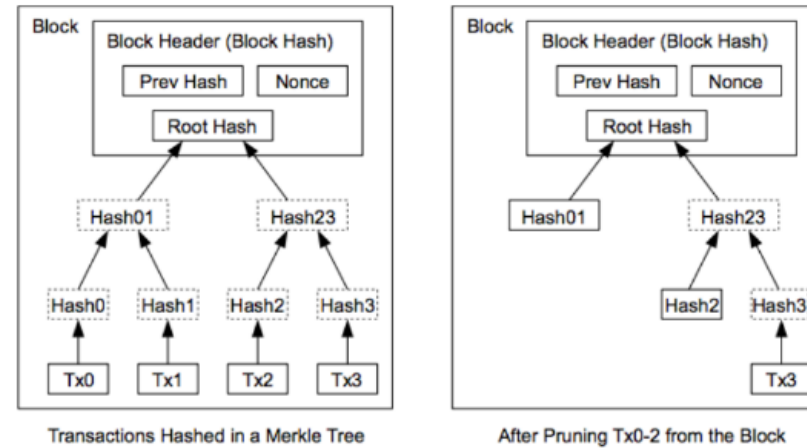 Block
Block Header (Block Hash)
Prev Hash
Nonce
Root Hash
Hash01
Hash23
Hash0
Hash1
Hash2
Hash3
Tx0
Tx1
Tx2
Tx3
Transactions Hashed in a Merkle Tree
Block
Block Header (Block Hash)
Prev Hash
Nonce
Root Hash
Hash01
Hash23
Hash2
Hash3
Tx3
After Pruning Tx0-2 from the Block